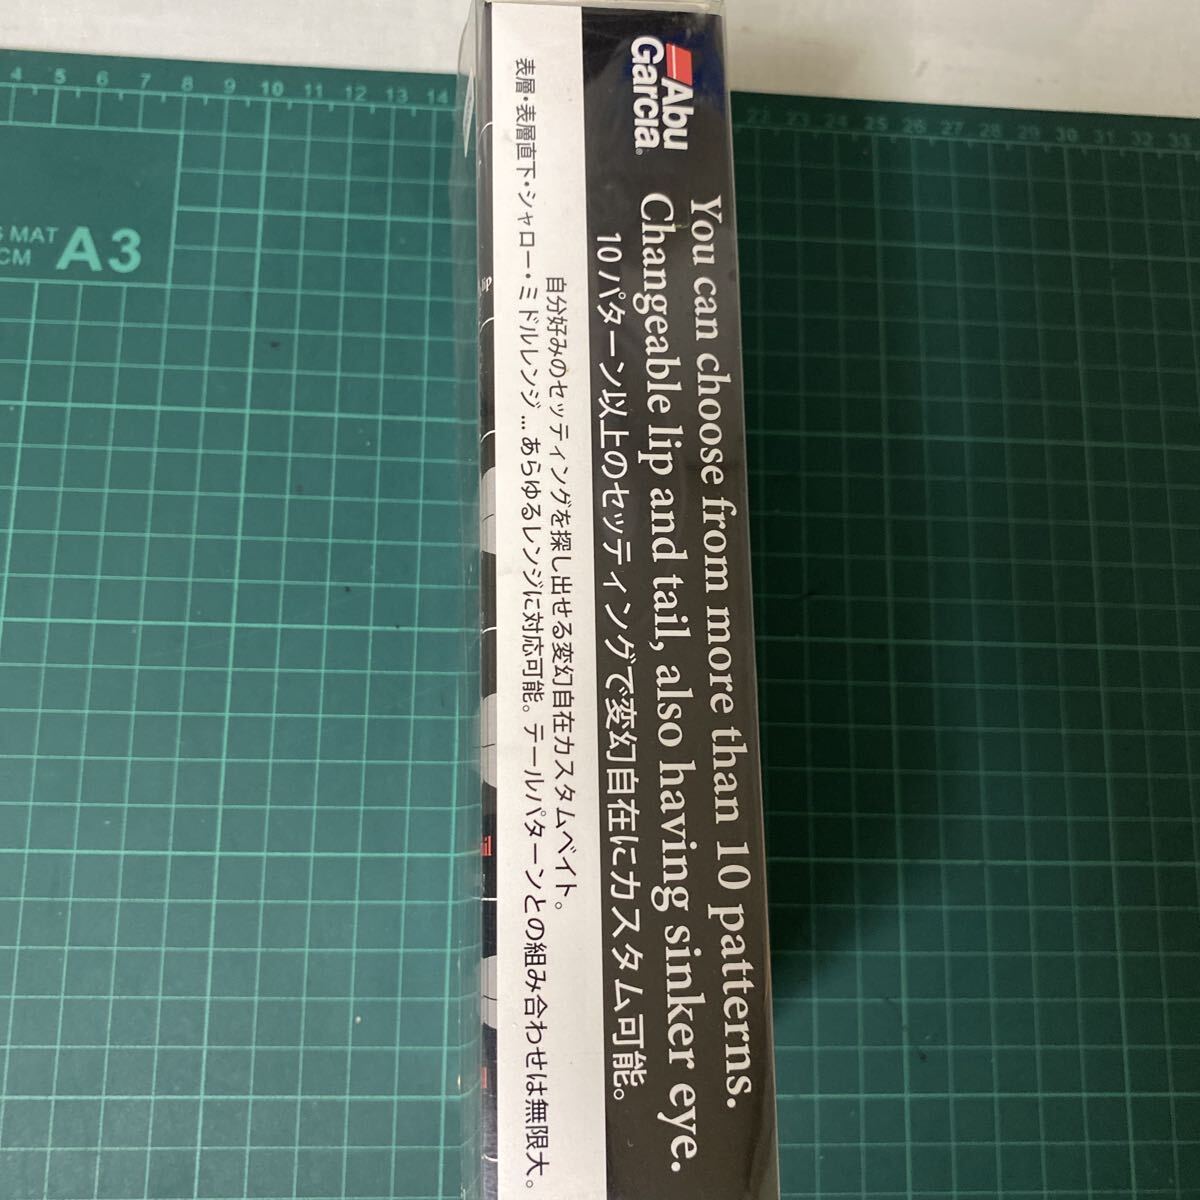 Abu
Garcia®
You can choose from more than 10 patterns.
Changeable lip and tail, also having sinker eye.
10パターン以上のセッティングで変幻自在にカスタム可能。
自分好みのセッティングを探し出せる変幻自在カスタムベイト。
表層・表層直下・シャロー・ミドルレンジ...あらゆるレンジに対応可能。テールパターンとの組み合わせは無限大。
4 5 6 7 8 9 10 11 12 13 14
22 23 24 25 26 27 28 29 30 31 32 33
MAT
CM
A3